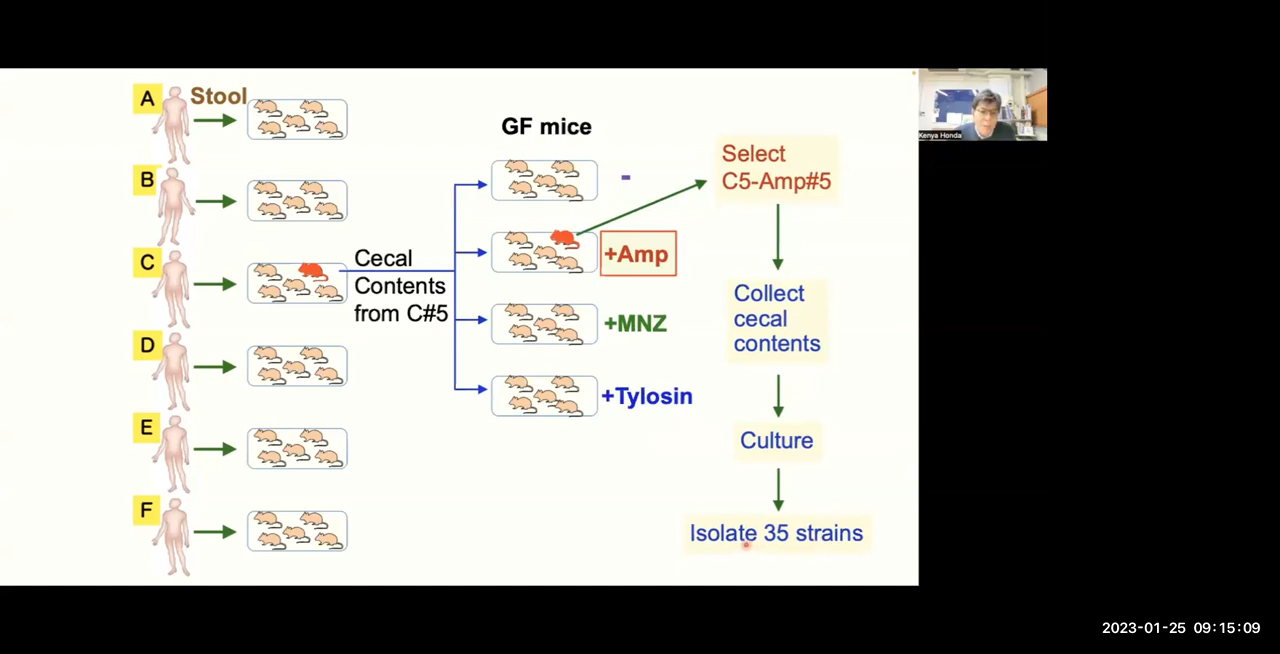 A
Stool
B
C
D
E
F
Cecal
Contents
from C#5
GF mice
-
+Amp
+MNZ
+Tylosin
Select
C5-Amp#5
Collect
cecal
contents
Culture
Isolate 35 strains
Kenya Honda
2023-01-25 09:15:09